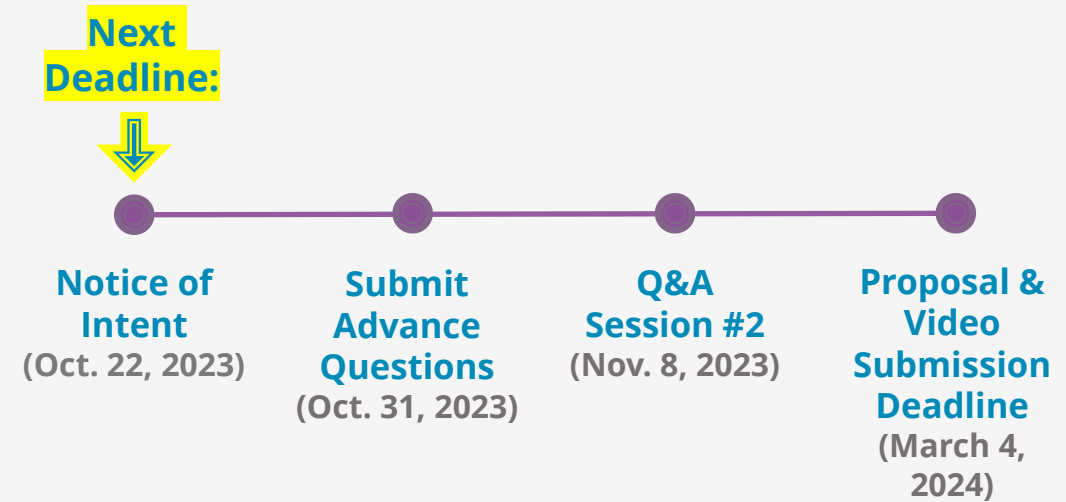 Next
Deadline:
Notice of
Intent
(Oct. 22, 2023)
Submit
Advance
Questions
(Oct. 31, 2023)
Q&A
Session #2
(Nov. 8, 2023)
Proposal &
Video
Submission
Deadline
(March 4,
2024)